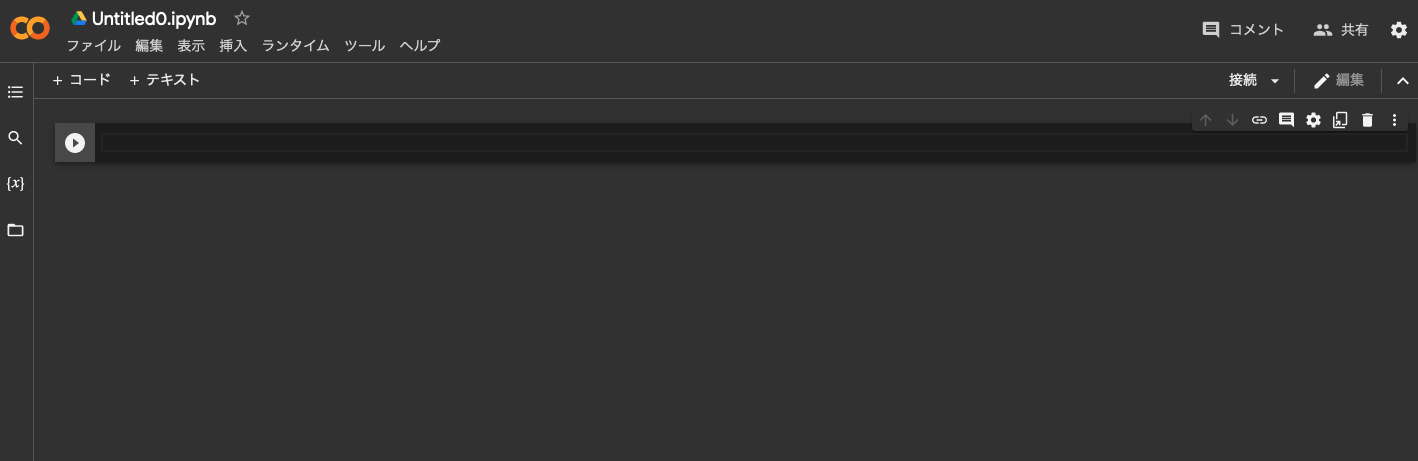 Untitled0.ipynb
ファイル 編集 表示 挿入 ランタイム ツール ヘルプ
コメント 共有
+ コード + テキスト
接続 編集
{x}